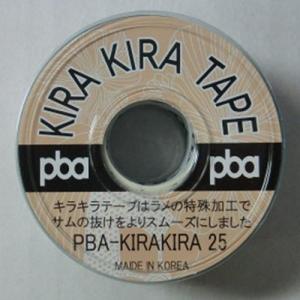 KIRA KIRA TAPE
pba pba
キラキラテープはラメの特殊加工で
サムの抜けをよりスムーズにしました
PBA-KIRAKIRA 25
MAIDE IN KOREA